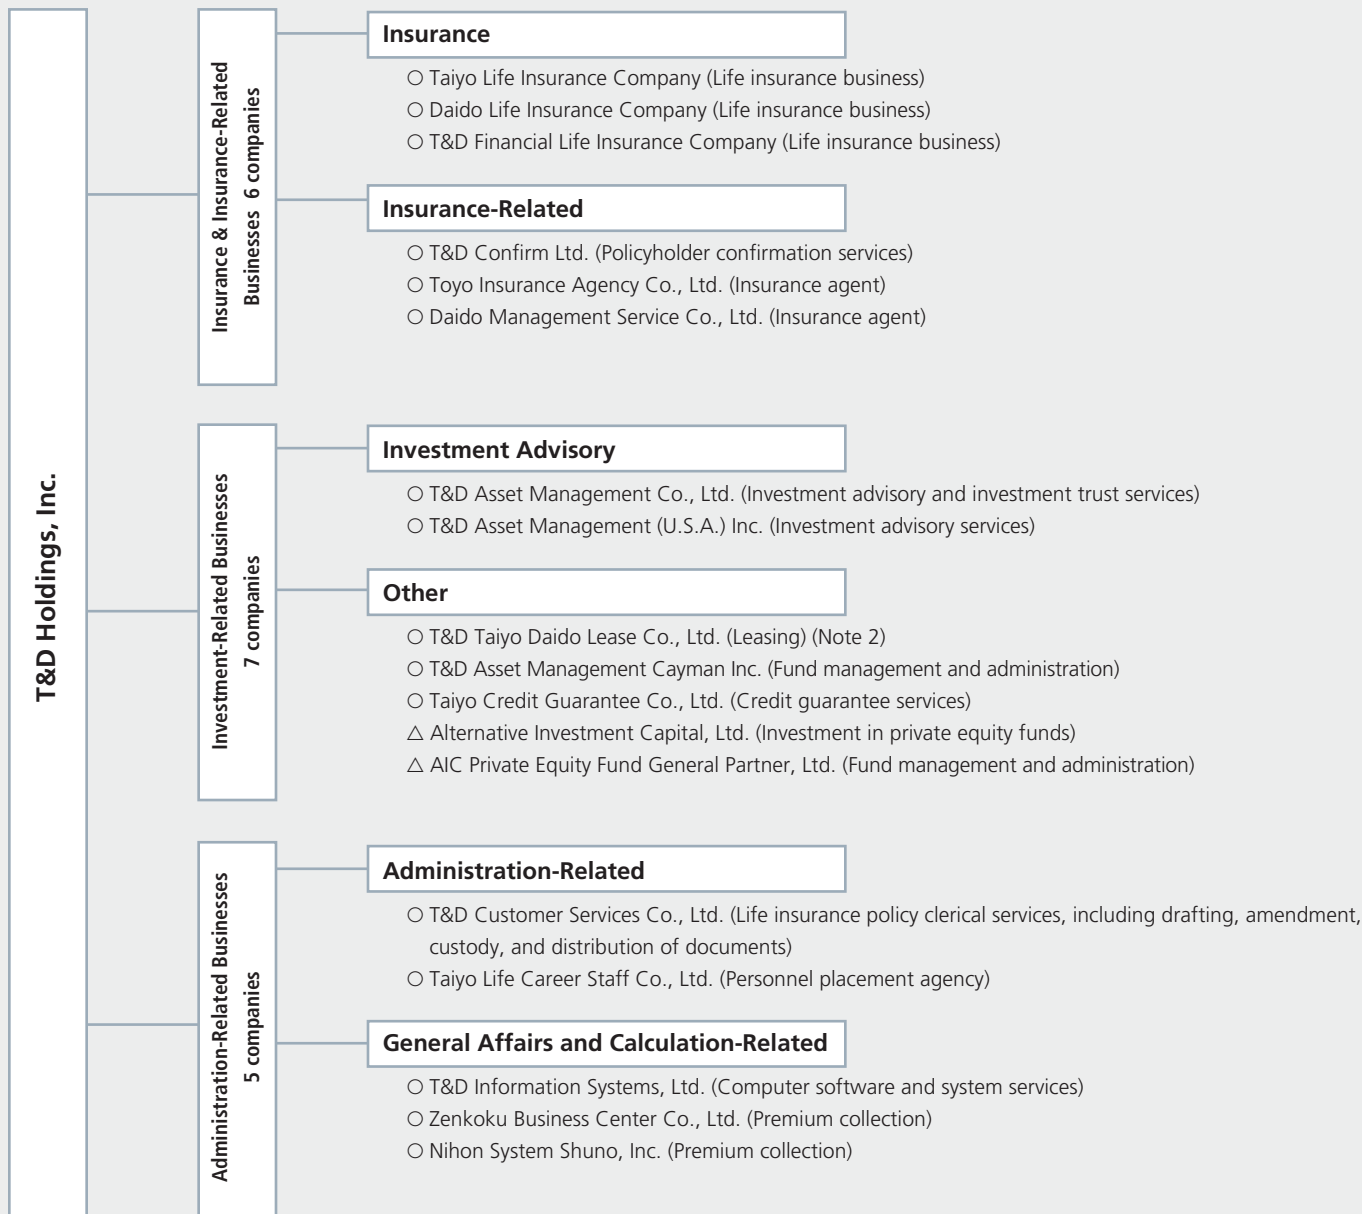 T&D Holdings, Inc.
Insurance & Insurance-Related
Businesses 6 companies
Insurance
○ Taiyo Life Insurance Company (Life insurance business)
○ Daido Life Insurance Company (Life insurance business)
○ T&D Financial Life Insurance Company (Life insurance business)
Insurance-Related
○ T&D Confirm Ltd. (Policyholder confirmation services)
○ Toyo Insurance Agency Co., Ltd. (Insurance agent)
○ Daido Management Service Co., Ltd. (Insurance agent)
Investment-Related Businesses
7 companies
Investment Advisory
○ T&D Asset Management Co., Ltd. (Investment advisory and investment trust services)
○ T&D Asset Management (U.S.A.) Inc. (Investment advisory services)
Other
○ T&D Taiyo Daido Lease Co., Ltd. (Leasing) (Note 2)
○ T&D Asset Management Cayman Inc. (Fund management and administration)
○ Taiyo Credit Guarantee Co., Ltd. (Credit guarantee services)
△ Alternative Investment Capital, Ltd. (Investment in private equity funds)
△ AIC Private Equity Fund General Partner, Ltd. (Fund management and administration)
Administration-Related Businesses
5 companies
Administration-Related
○ T&D Customer Services Co., Ltd. (Life insurance policy clerical services, including drafting, amendment,
custody, and distribution of documents)
○ Taiyo Life Career Staff Co., Ltd. (Personnel placement agency)
General Affairs and Calculation-Related
○ T&D Information Systems, Ltd. (Computer software and system services)
○ Zenkoku Business Center Co., Ltd. (Premium collection)
○ Nihon System Shuno, Inc. (Premium collection)